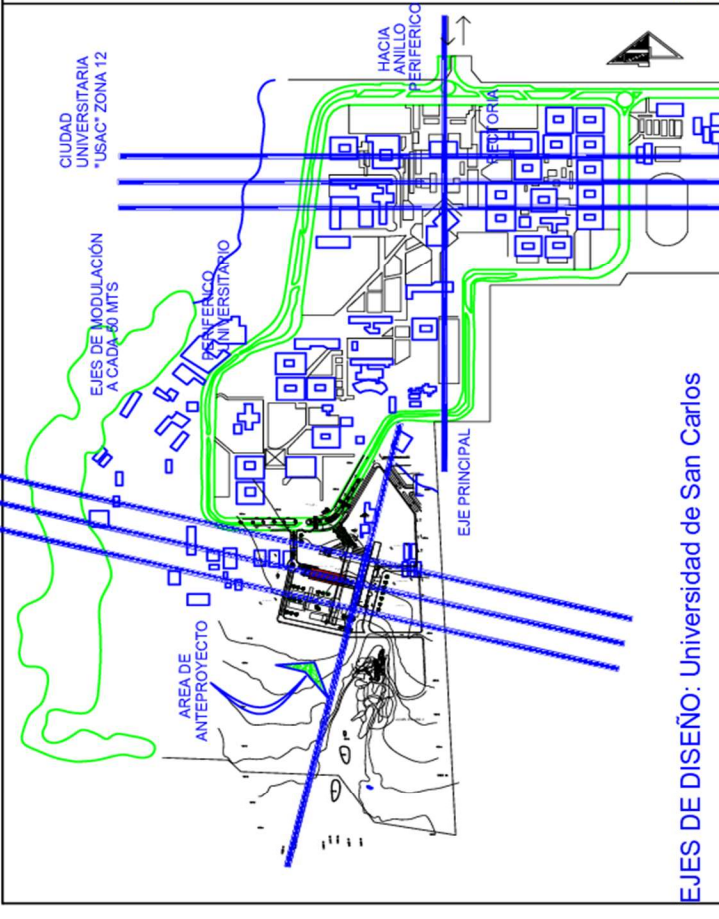 CIUDAD
UNIVERSITARIA
"USAC" ZONA 12
HACIA
ANILLO
PERIFERICO
RECTORIA
EJES DE MODULACIÓN
A CADA 50 MTS
PERIFERICO
UNIVERSITARIO
EJE PRINCIPAL
AREA DE
ANTEPROYECTO
EJES DE DISEÑO: Universidad de San Carlos